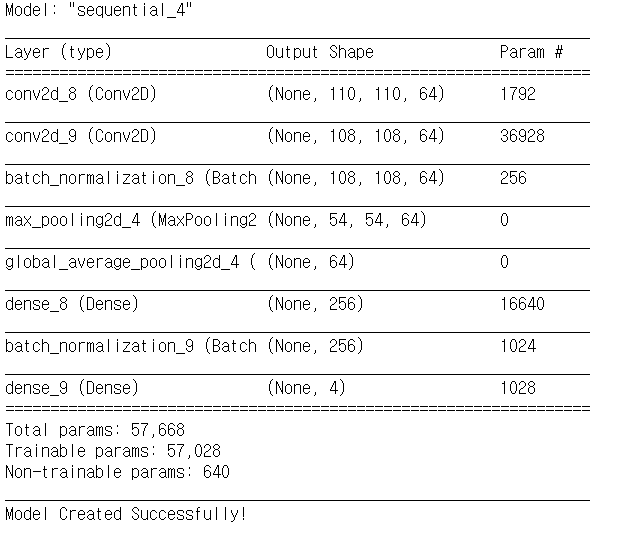 Model: "sequential_4"
Layer (type) Output Shape Param #
conv2d_8 (Conv2D) (None, 110, 110, 64) 1792
conv2d_9 (Conv2D) (None, 108, 108, 64) 36928
batch_normalization_8 (Batch (None, 108, 108, 64) 256
max_pooling2d_4 (MaxPooling2 (None, 54, 54, 64) 0
global_average_pooling2d_4 ( (None, 64) 0
dense_8 (Dense) (None, 256) 16640
batch_normalization_9 (Batch (None, 256) 1024
dense_9 (Dense) (None, 4) 1028
Total params: 57,668
Trainable params: 57,028
Non-trainable params: 640
Model Created Successfully!